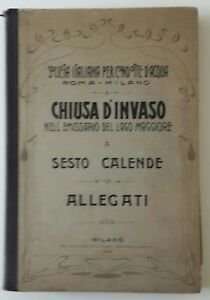 SOCIETÀ ITALIANA PER CONDOTTE D'ACQUA
ROMA - MILANO
CHIUSA D'INVASO
NELL'EMISSARIO DEL LAGO MAGGIORE
A
SESTO CALENDE
ALLEGATI
MILANO